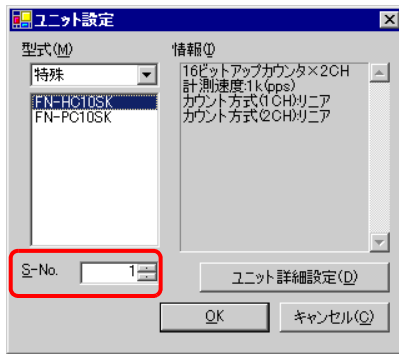 ユニット設定
型式(M)
情報(I)
特殊
16ビットアップカウンタ×2CH
計測速度:1k(pps)
カウント方式(1CH):リニア
カウント方式(2CH):リニア
FN-HC10SK
FN-PC10SK
S-No.
1
ユニット詳細設定(D)
OK
キャンセル(C)